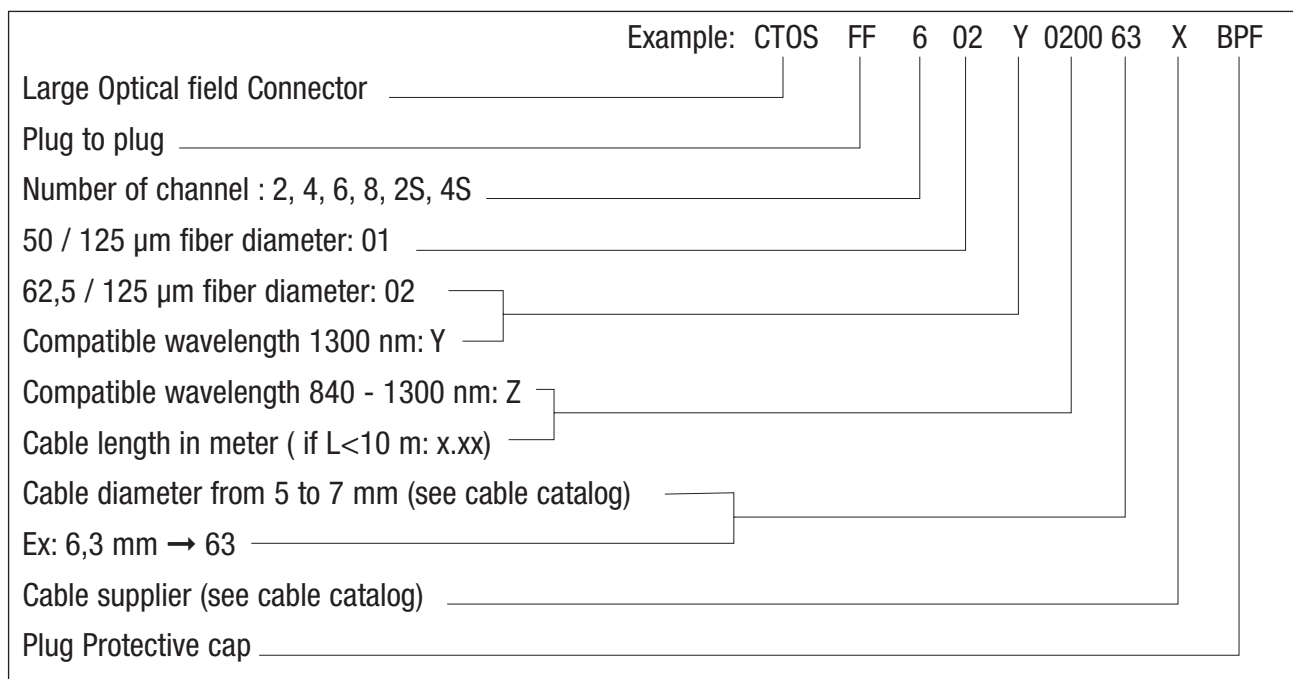 Example: CTOS FF 6 02 Y 0200 63 X BPF
Large Optical field Connector
Plug to plug
Number of channel : 2, 4, 6, 8, 2S, 4S
50 / 125 µm fiber diameter: 01
62,5 / 125 µm fiber diameter: 02
Compatible wavelength 1300 nm: Y
Compatible wavelength 840 - 1300 nm: Z
Cable length in meter ( if L<10 m: x.xx)
Cable diameter from 5 to 7 mm (see cable catalog)
Ex: 6,3 mm ➞ 63
Cable supplier (see cable catalog)
Plug Protective cap